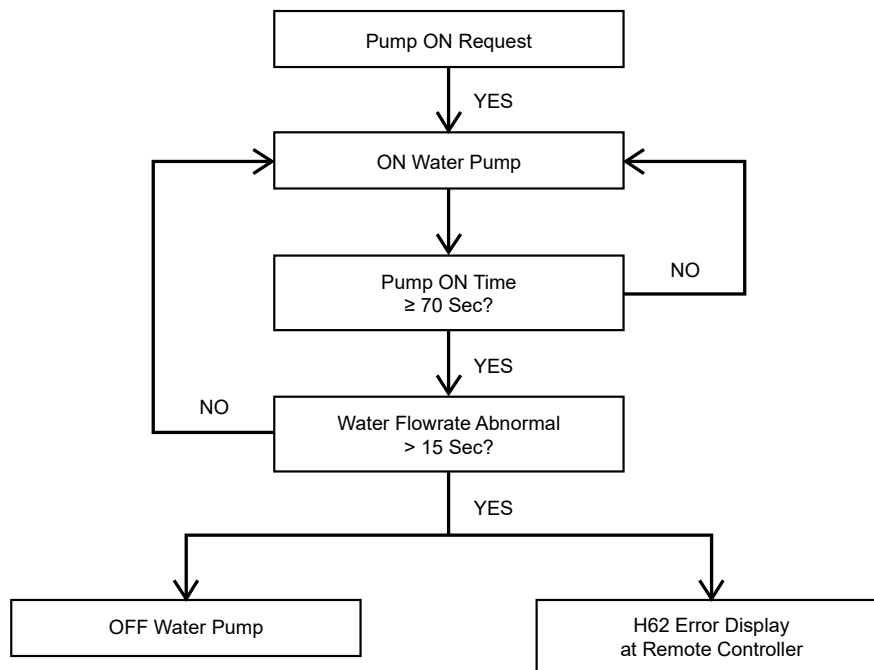 Pump ON Request
YES
ON Water Pump
Pump ON Time
≥ 70 Sec?
NO
YES
NO
Water Flowrate Abnormal
> 15 Sec?
YES
OFF Water Pump
H62 Error Display
at Remote Controller